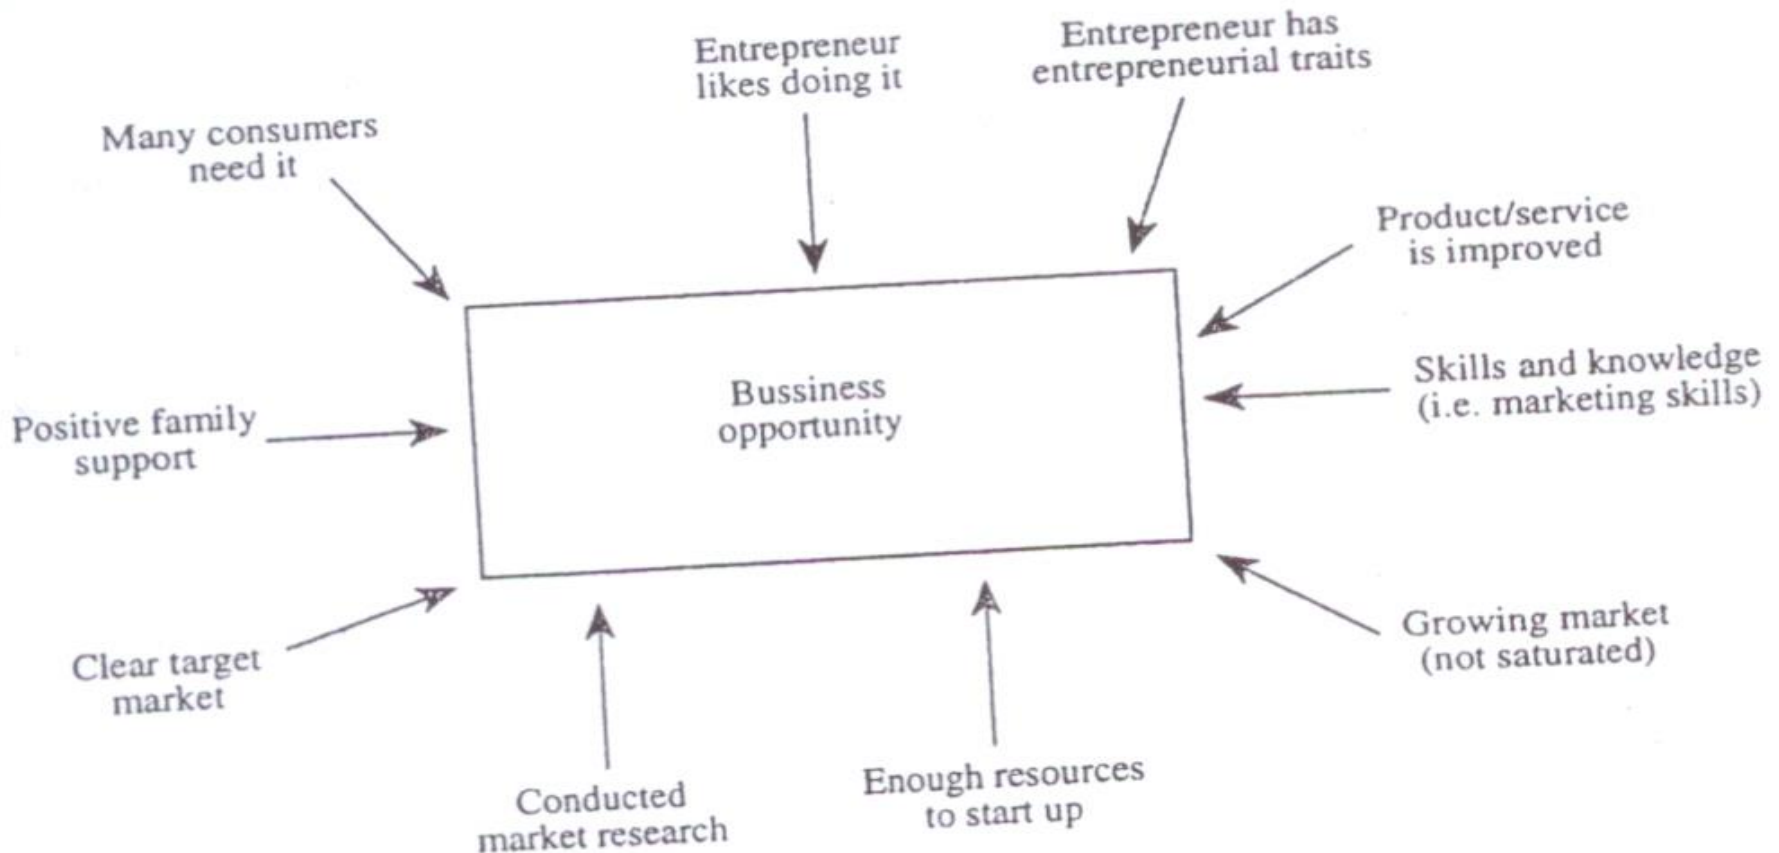 Entrepreneur
likes doing it
Entrepreneur has
entrepreneurial traits
Many consumers
need it
Product/service
is improved
Bussiness
opportunity
Skills and knowledge
(i.e. marketing skills)
Positive family
support
Growing market
(not saturated)
Clear target
market
Conducted
market research
Enough resources
to start up